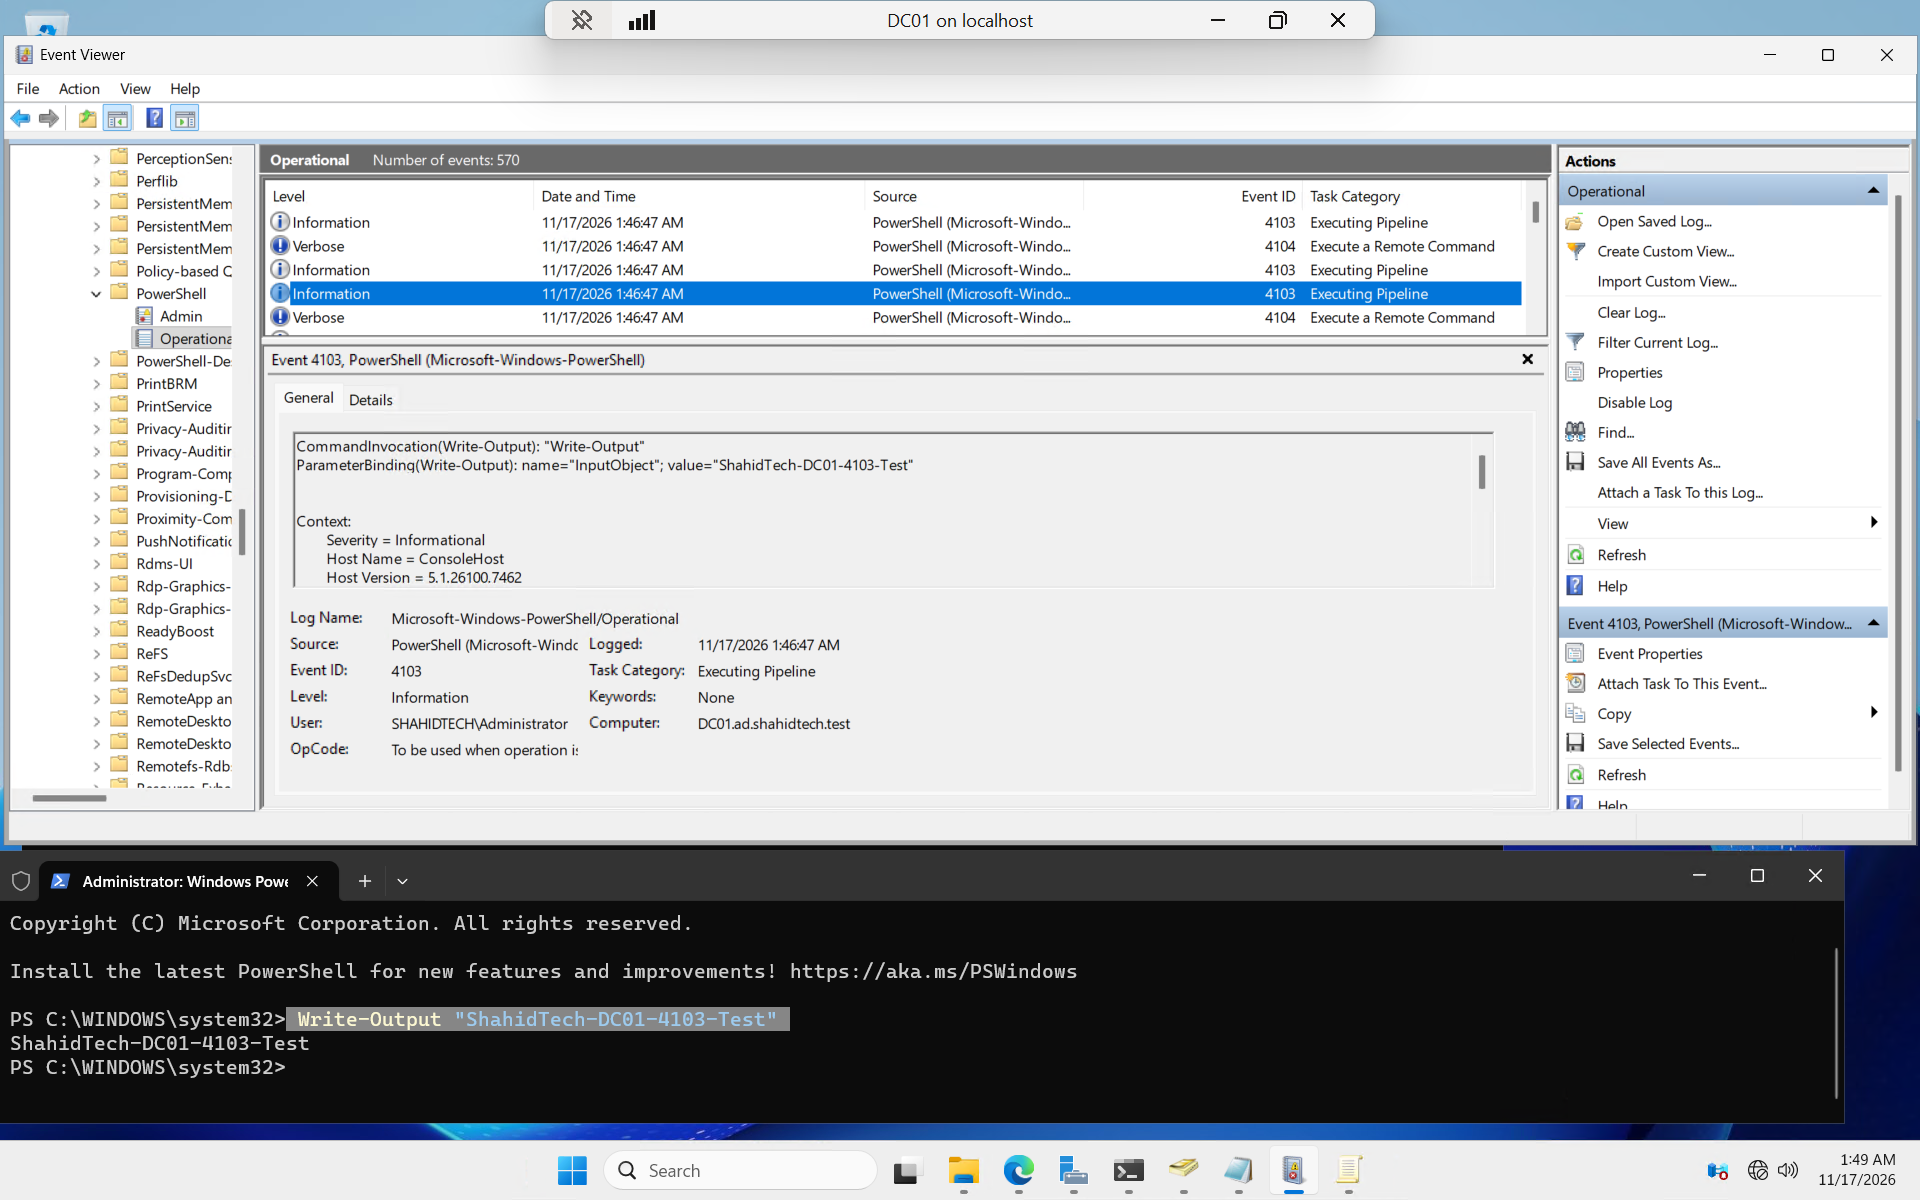 DC01 on localhost
Event Viewer
File Action View Help
PerceptionSens
Perflib
PersistentMem
PersistentMem
PersistentMem
Policy-based Q
PowerShell
Admin
Operationa
PowerShell-De
PrintBRM
PrintService
Privacy-Auditin
Privacy-Auditin
Program-Comp
Provisioning-D
Proximity-Com
PushNotificatio
Rdms-UI
Rdp-Graphics-
Rdp-Graphics-
ReadyBoost
ReFS
ReFsDedupSvc
RemoteApp an
RemoteDeskto
RemoteDeskto
Remotefs-Rdb
Operational Number of events: 570
Level Date and Time Source Event ID Task Category
Information 11/17/2026 1:46:47 AM PowerShell (Microsoft-Windo... 4103 Executing Pipeline
Verbose 11/17/2026 1:46:47 AM PowerShell (Microsoft-Windo... 4104 Execute a Remote Command
Information 11/17/2026 1:46:47 AM PowerShell (Microsoft-Windo... 4103 Executing Pipeline
Information 11/17/2026 1:46:47 AM PowerShell (Microsoft-Windo... 4103 Executing Pipeline
Verbose 11/17/2026 1:46:47 AM PowerShell (Microsoft-Windo... 4104 Execute a Remote Command
Event 4103, PowerShell (Microsoft-Windows-PowerShell)
General Details
CommandInvocation(Write-Output): "Write-Output"
ParameterBinding(Write-Output): name="InputObject"; value="ShahidTech-DC01-4103-Test"
Context:
Severity = Informational
Host Name = ConsoleHost
Host Version = 5.1.26100.7462
Log Name: Microsoft-Windows-PowerShell/Operational
Source: PowerShell (Microsoft-Windo Logged: 11/17/2026 1:46:47 AM
Event ID: 4103 Task Category: Executing Pipeline
Level: Information Keywords: None
User: SHAHIDTECH\Administrator Computer: DC01.ad.shahidtech.test
OpCode: To be used when operation is
Actions
Operational
Open Saved Log...
Create Custom View...
Import Custom View...
Clear Log...
Filter Current Log...
Properties
Disable Log
Find...
Save All Events As...
Attach a Task To this Log...
View
Refresh
Help
Event 4103, PowerShell (Microsoft-Window...
Event Properties
Attach Task To This Event...
Copy
Save Selected Events...
Refresh
Help
Administrator: Windows Powe
Copyright (C) Microsoft Corporation. All rights reserved.
Install the latest PowerShell for new features and improvements! https://aka.ms/PSWindows
PS C:\WINDOWS\system32> Write-Output "ShahidTech-DC01-4103-Test"
ShahidTech-DC01-4103-Test
PS C:\WINDOWS\system32>
Search
1:49 AM
11/17/2026